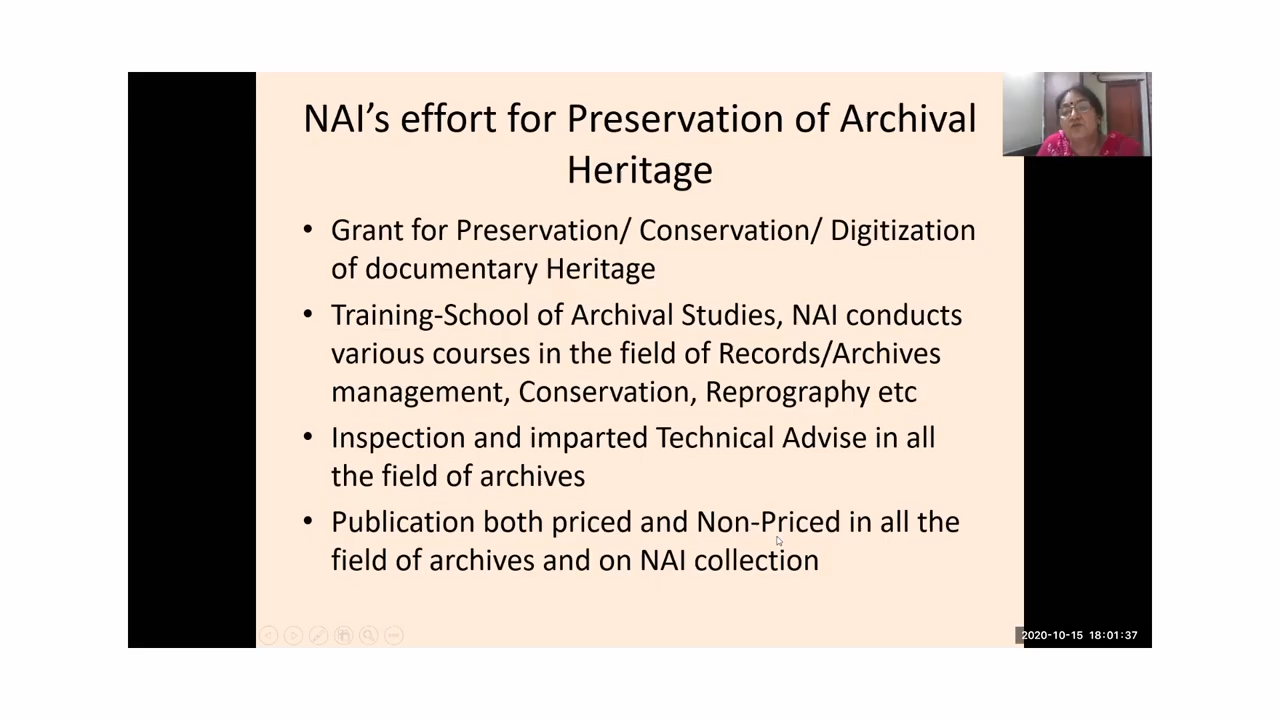 NAI’s effort for Preservation of Archival
Heritage
• Grant for Preservation/ Conservation/ Digitization
of documentary Heritage
• Training-School of Archival Studies, NAI conducts
various courses in the field of Records/Archives
management, Conservation, Reprography etc
• Inspection and imparted Technical Advise in all
the field of archives
• Publication both priced and Non-Priced in all the
field of archives and on NAI collection
2020-10-15 18:01:37